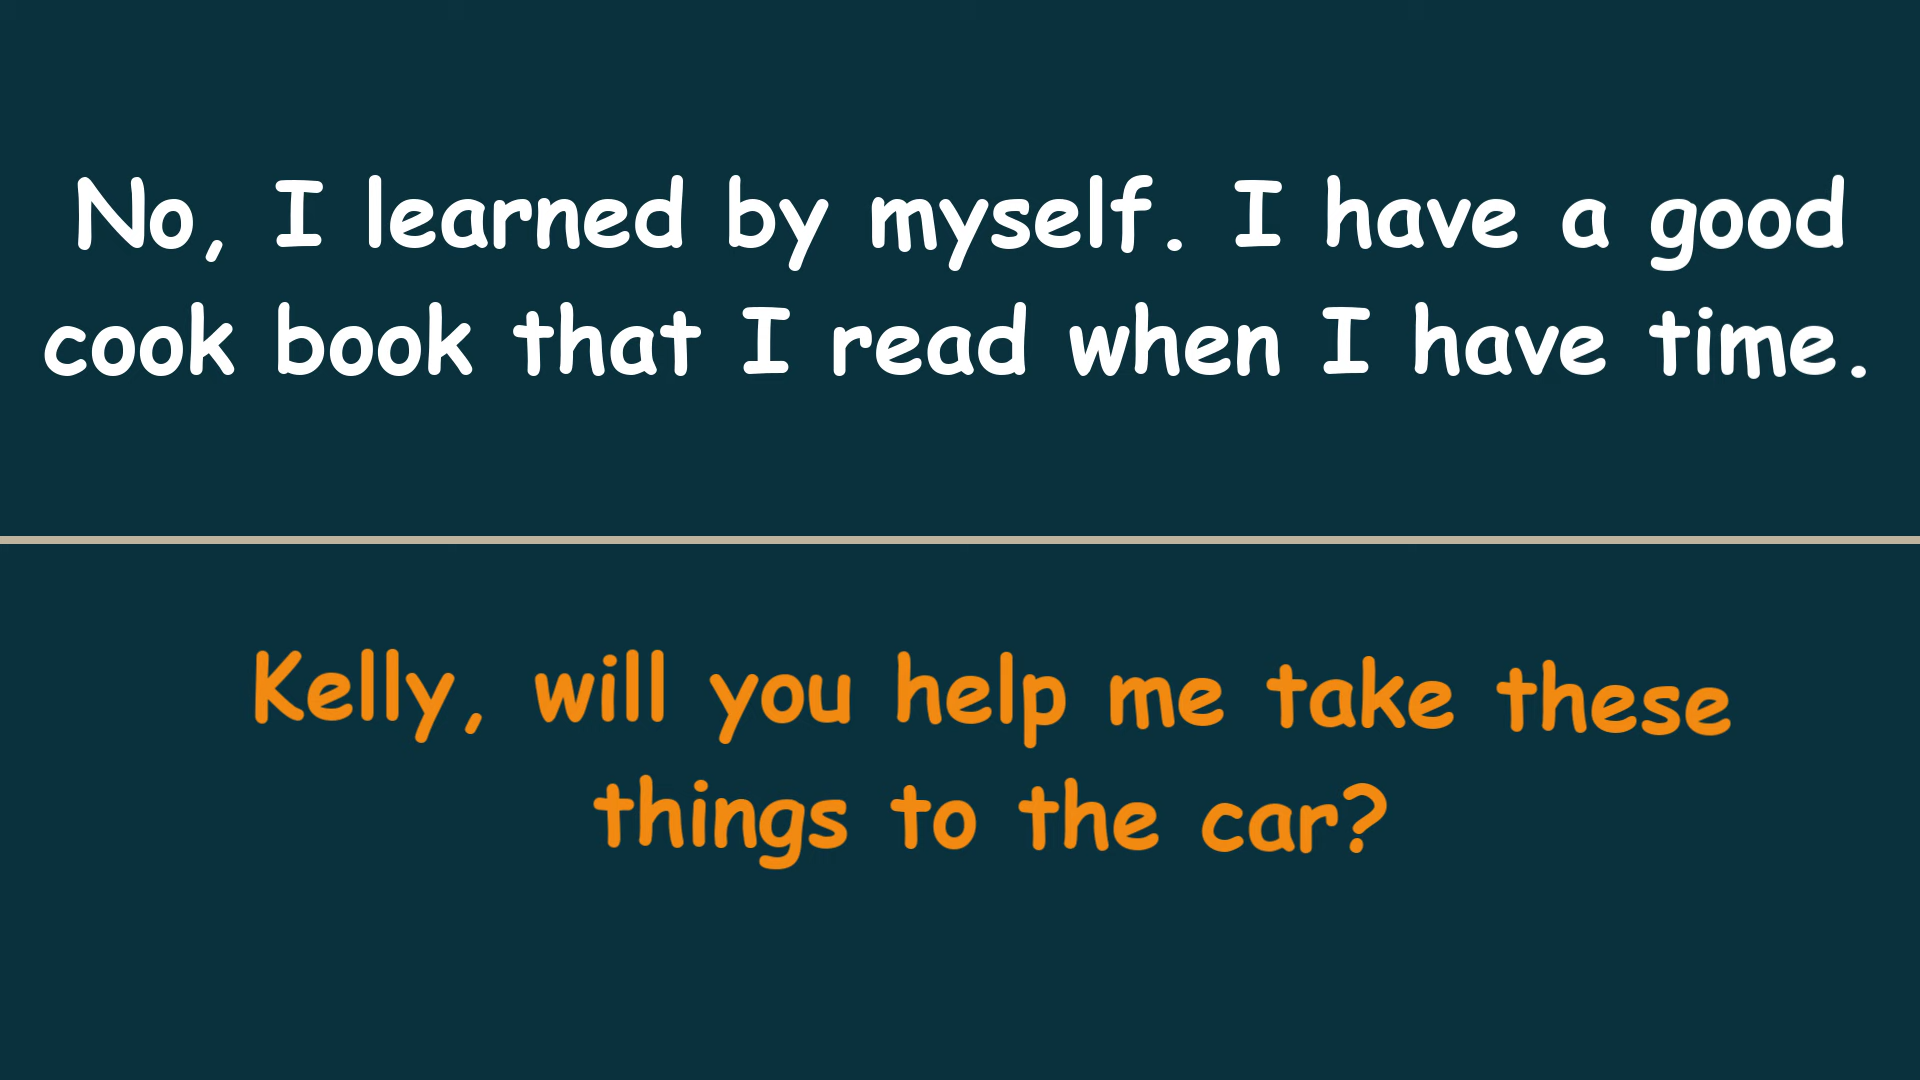 No, I learned by myself. I have a good
cook book that I read when I have time.
Kelly, will you help me take these
things to the car?